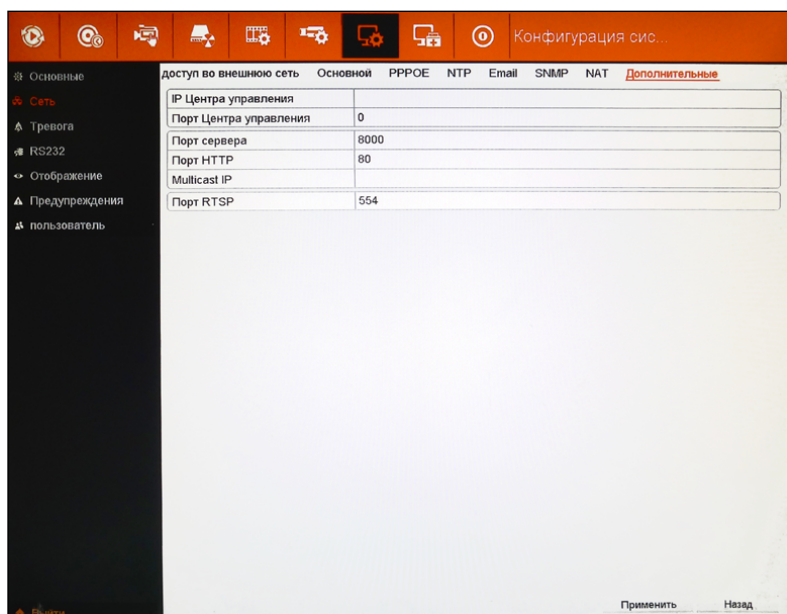 Конфигурация сис...
Основные
Сеть
Тревога
RS232
Отображение
Предупреждения
пользователь
Выйти
доступ во внешнюю сеть Основной PPPOE NTP Email SNMP NAT Дополнительные
IP Центра управления
Порт Центра управления 0
Порт сервера 8000
Порт HTTP 80
Multicast IP
Порт RTSP 554
Применить Назад